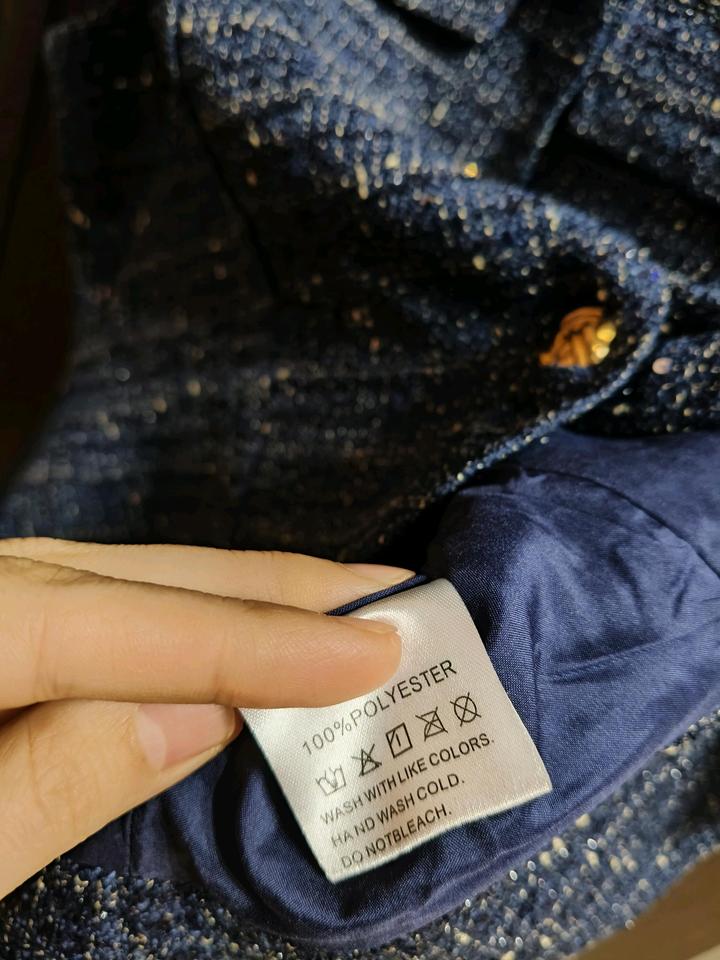 100%POLYESTER
WASH WITH LIKE COLORS.
HAND WASH COLD.
DO NOTBLEACH.